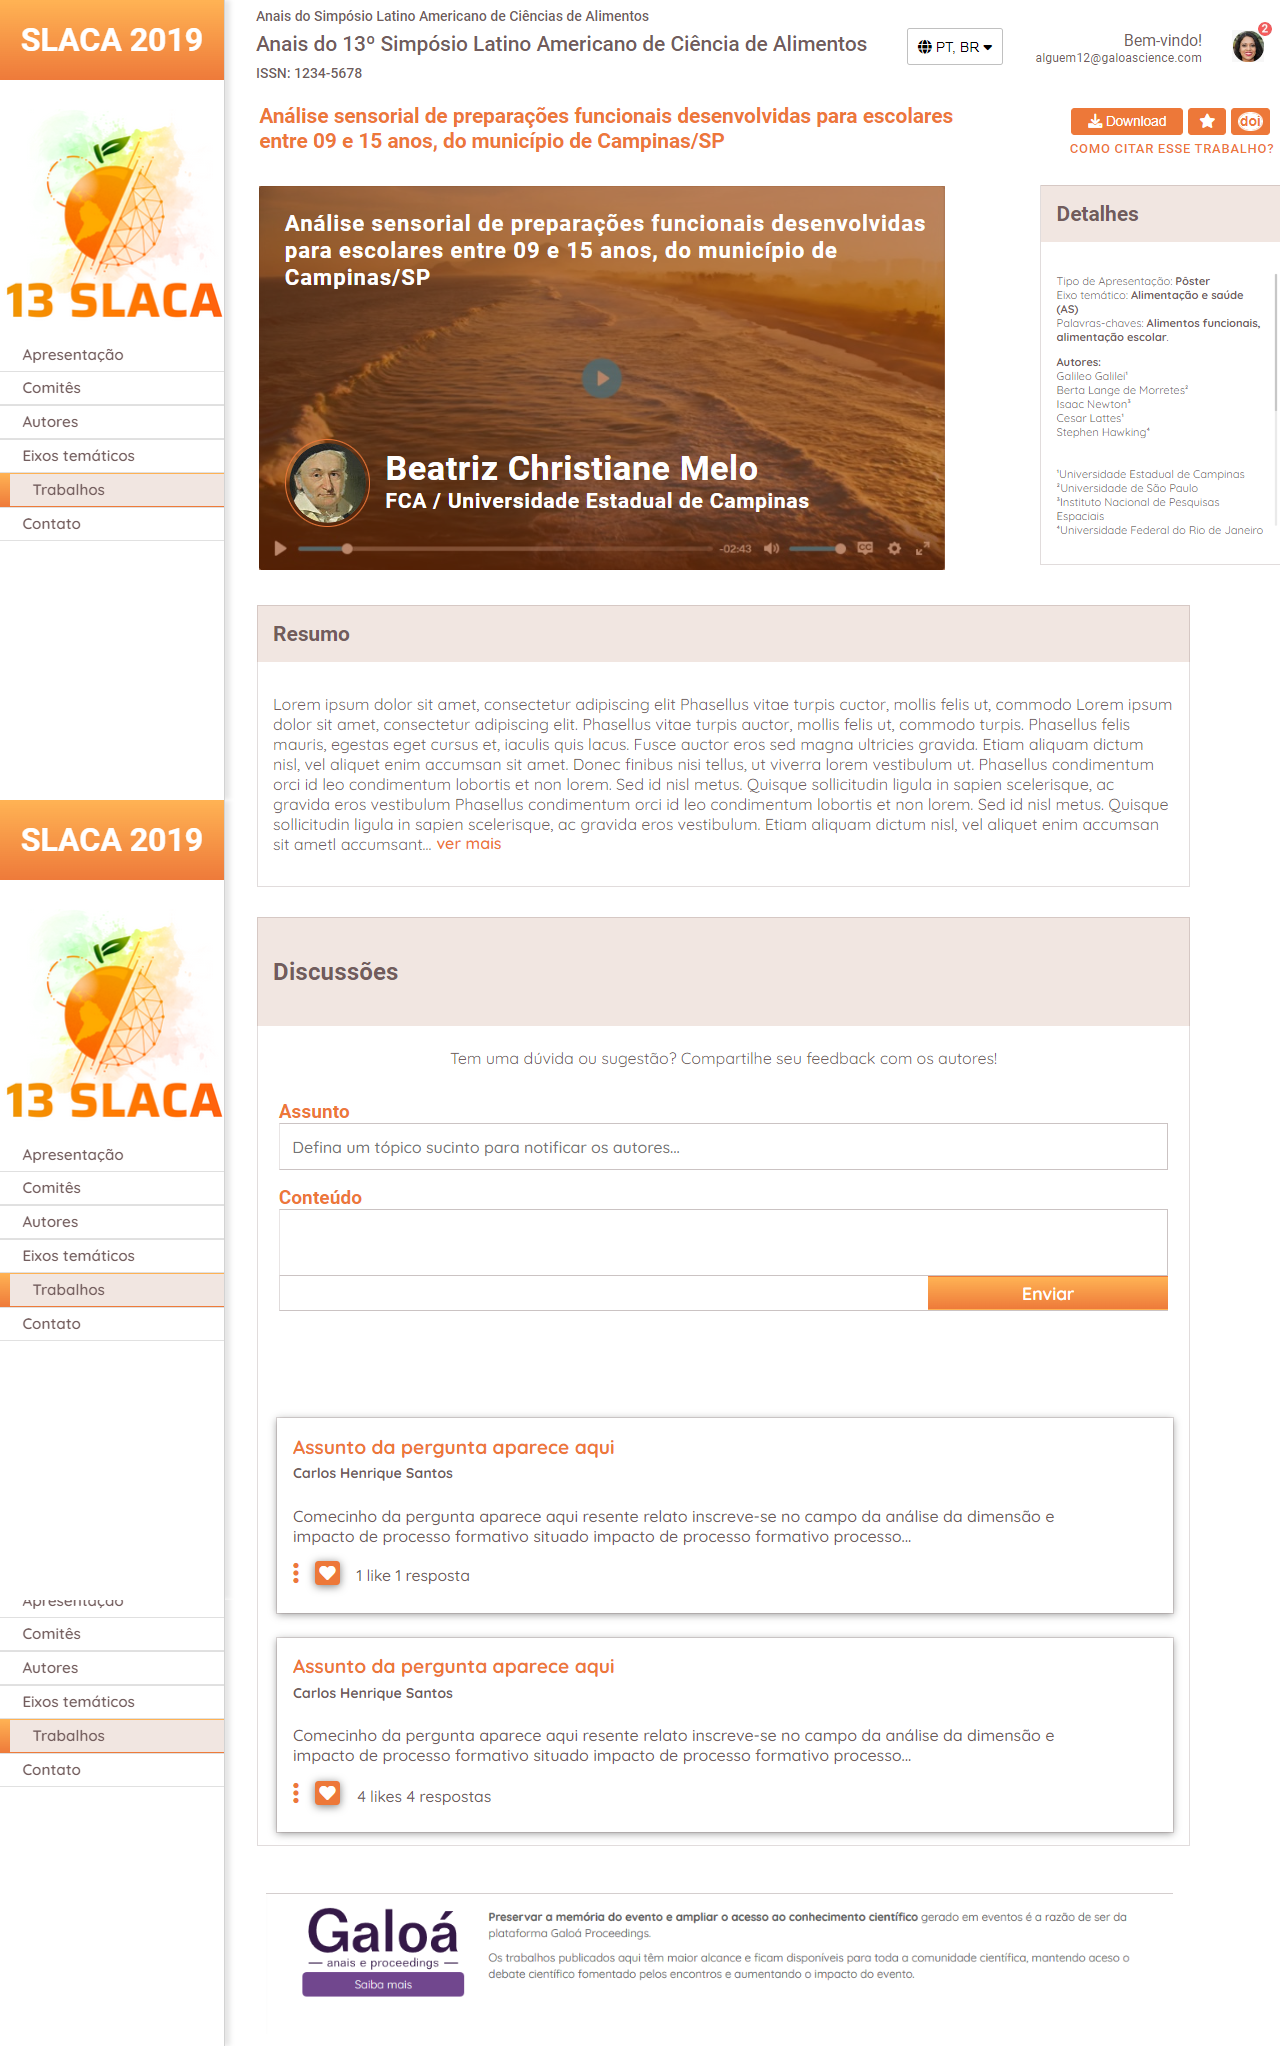 SLACA 2019
13 SLACA
Apresentação
Comitês
Autores
Eixos temáticos
Trabalhos
Contato
Anais do Simpósio Latino Americano de Ciências de Alimentos
Anais do 13º Simpósio Latino Americano de Ciência de Alimentos
ISSN: 1234-5678
PT, BR
Bem-vindo!
alguem12@galoascience.com
2
Análise sensorial de preparações funcionais desenvolvidas para escolares
entre 09 e 15 anos, do município de Campinas/SP
Download
doi
COMO CITAR ESSE TRABALHO?
Análise sensorial de preparações funcionais desenvolvidas
para escolares entre 09 e 15 anos, do município de
Campinas/SP
Beatriz Christiane Melo
FCA / Universidade Estadual de Campinas
-02:43
CC
Detalhes
Tipo de Apresentação: Pôster
Eixo temático: Alimentação e saúde
(AS)
Palavras-chaves: Alimentos funcionais,
alimentação escolar.
Autores:
Galileo Galilei¹
Berta Lange de Morretes²
Isaac Newton³
Cesar Lattes¹
Stephen Hawking⁴
¹Universidade Estadual de Campinas
²Universidade de São Paulo
³Instituto Nacional de Pesquisas
Espaciais
⁴Universidade Federal do Rio de Janeiro
Resumo
Lorem ipsum dolor sit amet, consectetur adipiscing elit Phasellus vitae turpis cuctor, mollis felis ut, commodo Lorem ipsum
dolor sit amet, consectetur adipiscing elit. Phasellus vitae turpis auctor, mollis felis ut, commodo turpis. Phasellus felis
mauris, egestas eget cursus et, iaculis quis lacus. Fusce auctor eros sed magna ultricies gravida. Etiam aliquam dictum
nisl, vel aliquet enim accumsan sit amet. Donec finibus nisi tellus, ut viverra lorem vestibulum ut. Phasellus condimentum
orci id leo condimentum lobortis et non lorem. Sed id nisl metus. Quisque sollicitudin ligula in sapien scelerisque, ac
gravida eros vestibulum Phasellus condimentum orci id leo condimentum lobortis et non lorem. Sed id nisl metus. Quisque
sollicitudin ligula in sapien scelerisque, ac gravida eros vestibulum. Etiam aliquam dictum nisl, vel aliquet enim accumsan
sit ametl accumsant... ver mais
SLACA 2019
13 SLACA
Apresentação
Comitês
Autores
Eixos temáticos
Trabalhos
Contato
Discussões
Tem uma dúvida ou sugestão? Compartilhe seu feedback com os autores!
Assunto
Defina um tópico sucinto para notificar os autores...
Conteúdo
Enviar
Assunto da pergunta aparece aqui
Carlos Henrique Santos
Comecinho da pergunta aparece aqui resente relato inscreve-se no campo da análise da dimensão e
impacto de processo formativo situado impacto de processo formativo processo...
1 like 1 resposta
Apresentação
Comitês
Autores
Eixos temáticos
Trabalhos
Contato
Assunto da pergunta aparece aqui
Carlos Henrique Santos
Comecinho da pergunta aparece aqui resente relato inscreve-se no campo da análise da dimensão e
impacto de processo formativo situado impacto de processo formativo processo...
4 likes 4 respostas
Galoá
anais e proceedings
Saiba mais
Preservar a memória do evento e ampliar o acesso ao conhecimento científico gerado em eventos é a razão de ser da
plataforma Galoá Proceedings.
Os trabalhos publicados aqui têm maior alcance e ficam disponíveis para toda a comunidade científica, mantendo aceso o
debate científico fomentado pelos encontros e aumentando o impacto do evento.